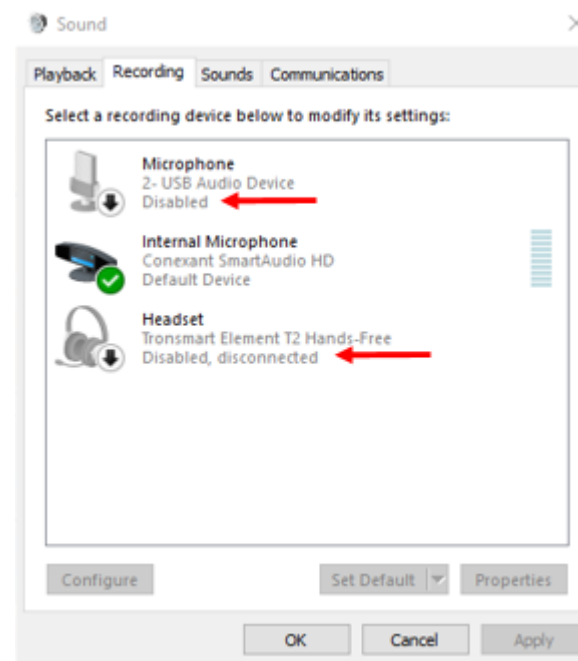 Sound
Playback Recording Sounds Communications
Select a recording device below to modify its settings:
Microphone
2- USB Audio Device
Disabled
Internal Microphone
Conexant SmartAudio HD
Default Device
Headset
Tronsmart Element T2 Hands-Free
Disabled, disconnected
Configure Set Default Properties
OK Cancel Apply